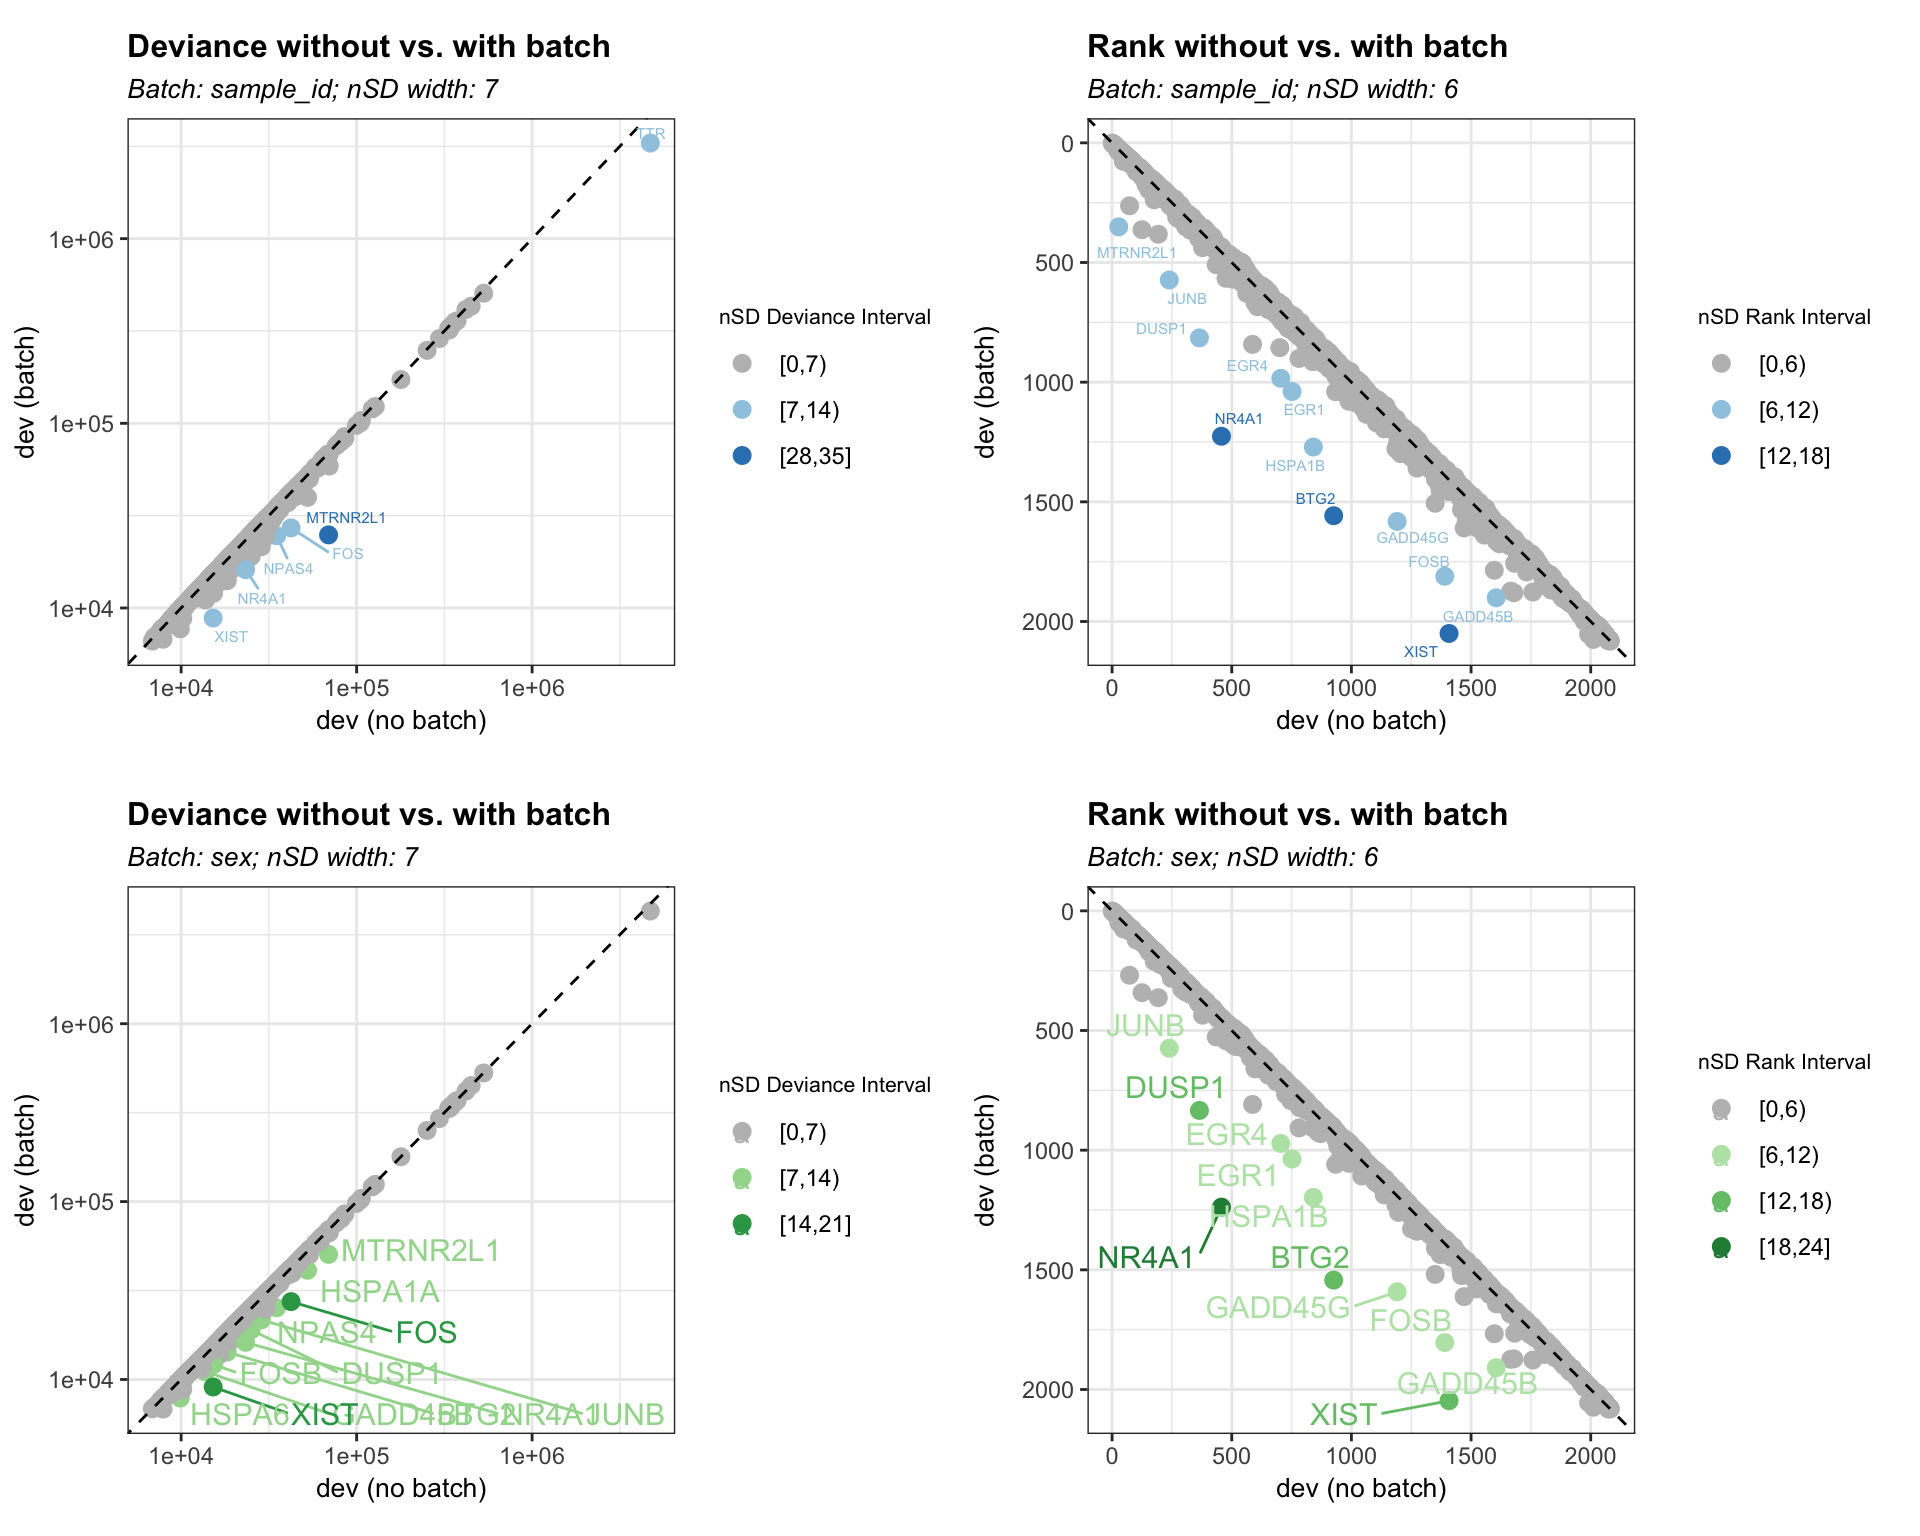 Deviance without vs. with batch
Batch: sample_id; nSD width: 7
dev (batch)
1e+06
1e+05
1e+04
TTR
MTRNR2L1
FOS
NPAS4
NR4A1
XIST
1e+04 1e+05 1e+06
dev (no batch)
nSD Deviance Interval
[0,7)
[7,14)
[28,35]
Rank without vs. with batch
Batch: sample_id; nSD width: 6
dev (batch)
0
500
1000
1500
2000
MTRNR2L1
JUNB
DUSP1
EGR4
EGR1
NR4A1
HSPA1B
BTG2
GADD45G
FOSB
GADD45B
XIST
0 500 1000 1500 2000
dev (no batch)
nSD Rank Interval
[0,6)
[6,12)
[12,18]
Deviance without vs. with batch
Batch: sex; nSD width: 7
dev (batch)
1e+06
1e+05
1e+04
MTRNR2L1
HSPA1A
NPAS4 FOS
FOSB DUSP1
XIST BTG2 NR4A1 JUNB
1e+04 1e+05 1e+06
dev (no batch)
nSD Deviance Interval
[0,7)
[7,14)
[14,21]
Rank without vs. with batch
Batch: sex; nSD width: 6
dev (batch)
0
500
1000
1500
2000
JUNB
DUSP1
EGR4
EGR1
HSPA1B
NR4A1 BTG2
GADD45G
FOSB
GADD45B
XIST
0 500 1000 1500 2000
dev (no batch)
nSD Rank Interval
[0,6)
[6,12)
[12,18)
[18,24]